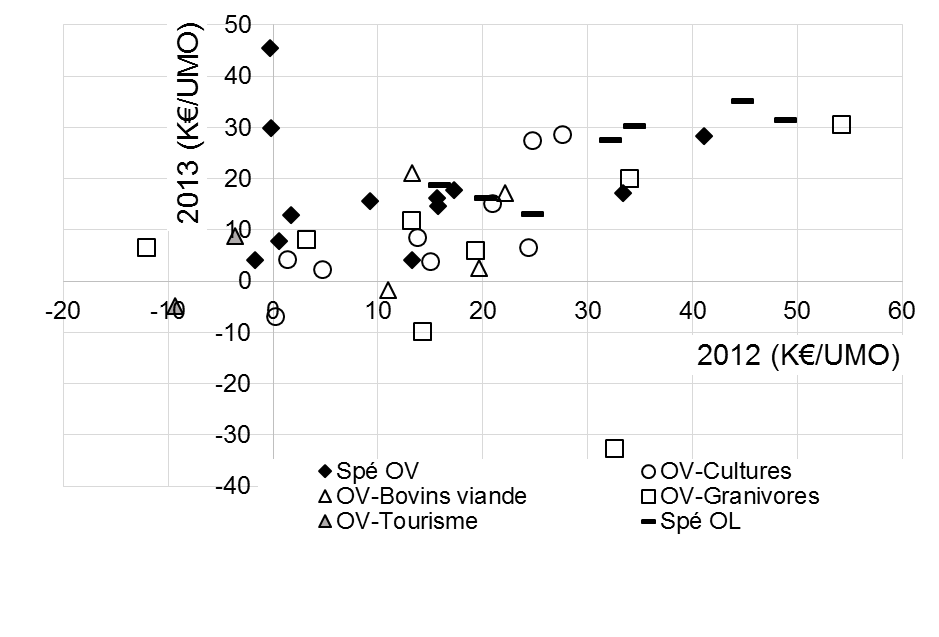 50
40
30
20
10
0
-20 -10 0 10 20 30 40 50 60
-10
-20
-30
-40
2013 (K€/UMO)
2012 (K€/UMO)
Spé OV OV-Cultures
OV-Bovins viande OV-Granivores
OV-Tourisme Spé OL